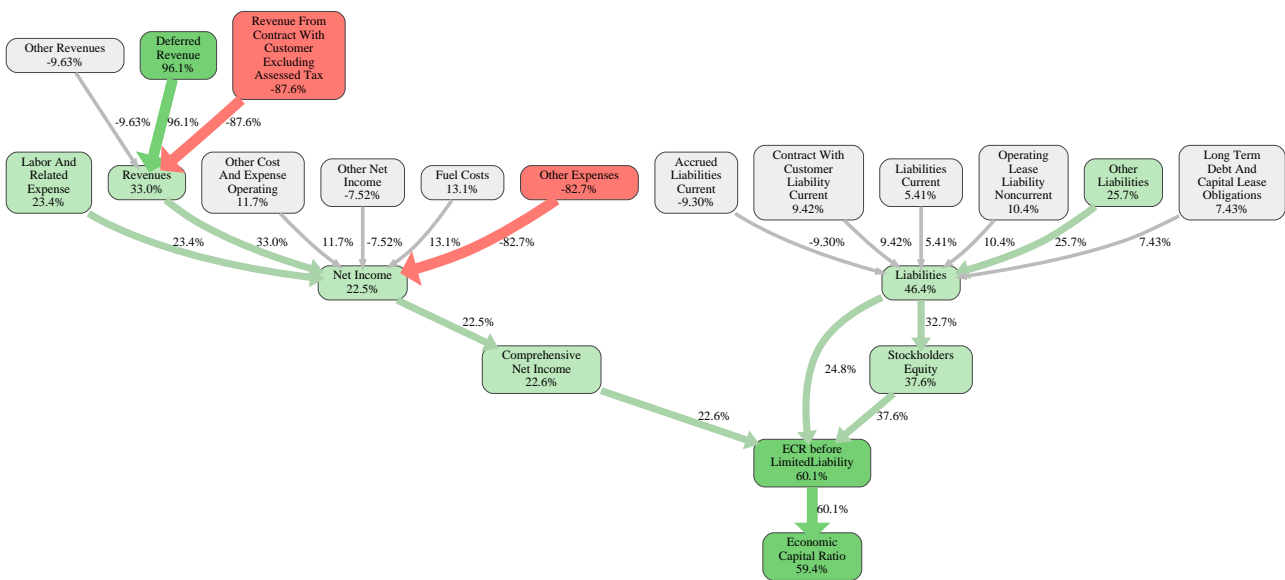 Other Revenues
-9.63%
Deferred
Revenue
96.1%
Revenue From
Contract With
Customer
Excluding
Assessed Tax
-87.6%
-9.63%
96.1%
-87.6%
Labor And
Related
Expense
23.4%
Revenues
33.0%
Other Cost
And Expense
Operating
11.7%
Other Net
Income
-7.52%
Fuel Costs
13.1%
Other Expenses
-82.7%
Accrued
Liabilities
Current
-9.30%
Contract With
Customer
Liability
Current
9.42%
Liabilities
Current
5.41%
Operating
Lease
Liability
Noncurrent
10.4%
Other
Liabilities
25.7%
Long Term
Debt And
Capital Lease
Obligations
7.43%
23.4%
33.0%
11.7%
-7.52%
13.1%
-82.7%
-9.30%
9.42%
5.41%
10.4%
25.7%
7.43%
Net Income
22.5%
Liabilities
46.4%
22.5%
32.7%
Comprehensive
Net Income
22.6%
24.8%
Stockholders
Equity
37.6%
22.6%
37.6%
ECR before
LimitedLiability
60.1%
60.1%
Economic
Capital Ratio
59.4%